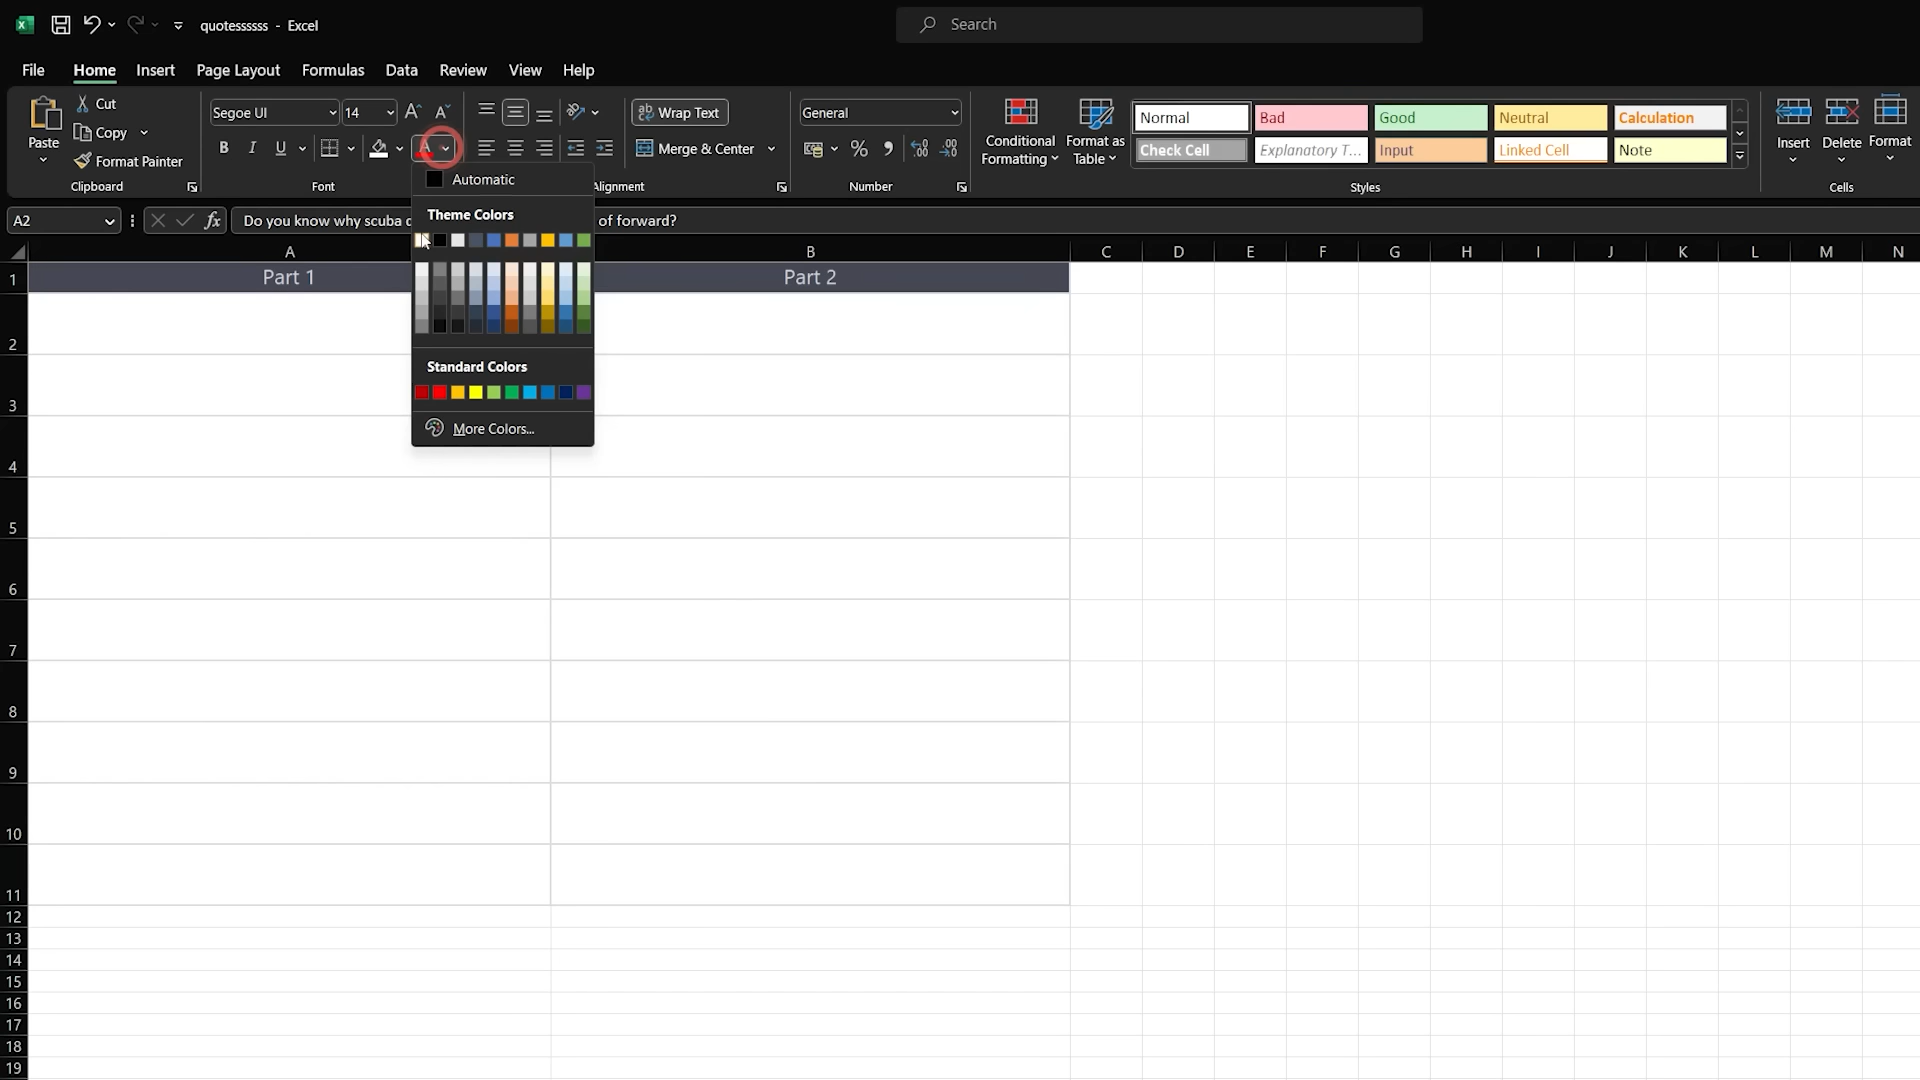 quotessssss - Excel
Search
File Home Insert Page Layout Formulas Data Review View Help
Paste
Cut
Copy
Format Painter
Clipboard
Segoe UI 14
B I U
Font
Wrap Text
Merge & Center
lignment
General
Number
Conditional Formatting
Format as Table
Normal Bad Good Neutral Calculation
Check Cell Explanatory T... Input Linked Cell Note
Styles
Insert Delete Format
Cells
A2
fx
Do you know why scuba
of forward?
Automatic
Theme Colors
Standard Colors
More Colors...
A B C D E F G H I J K L M N
1 Part 1 Part 2
2
3
4
5
6
7
8
9
10
11
12
13
14
15
16
17
18
19